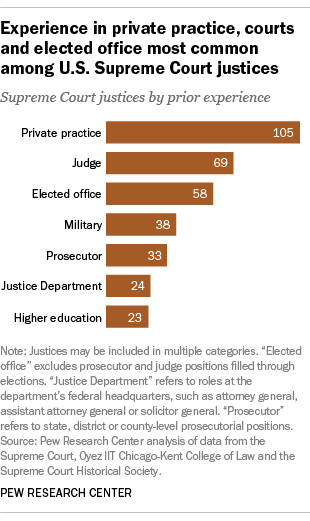 Experience in private practice, courts
and elected office most common
among U.S. Supreme Court justices
Supreme Court justices by prior experience
Private practice 105
Judge 69
Elected office 58
Military 38
Prosecutor 33
Justice Department 24
Higher education 23
Note: Justices may be included in multiple categories. “Elected
office” excludes prosecutor and judge positions filled through
elections. “Justice Department” refers to roles at the
department’s federal headquarters, such as attorney general,
assistant attorney general or solicitor general. “Prosecutor”
refers to state, district or county-level prosecutorial positions.
Source: Pew Research Center analysis of data from the
Supreme Court, Oyez IIT Chicago-Kent College of Law and the
Supreme Court Historical Society.
PEW RESEARCH CENTER